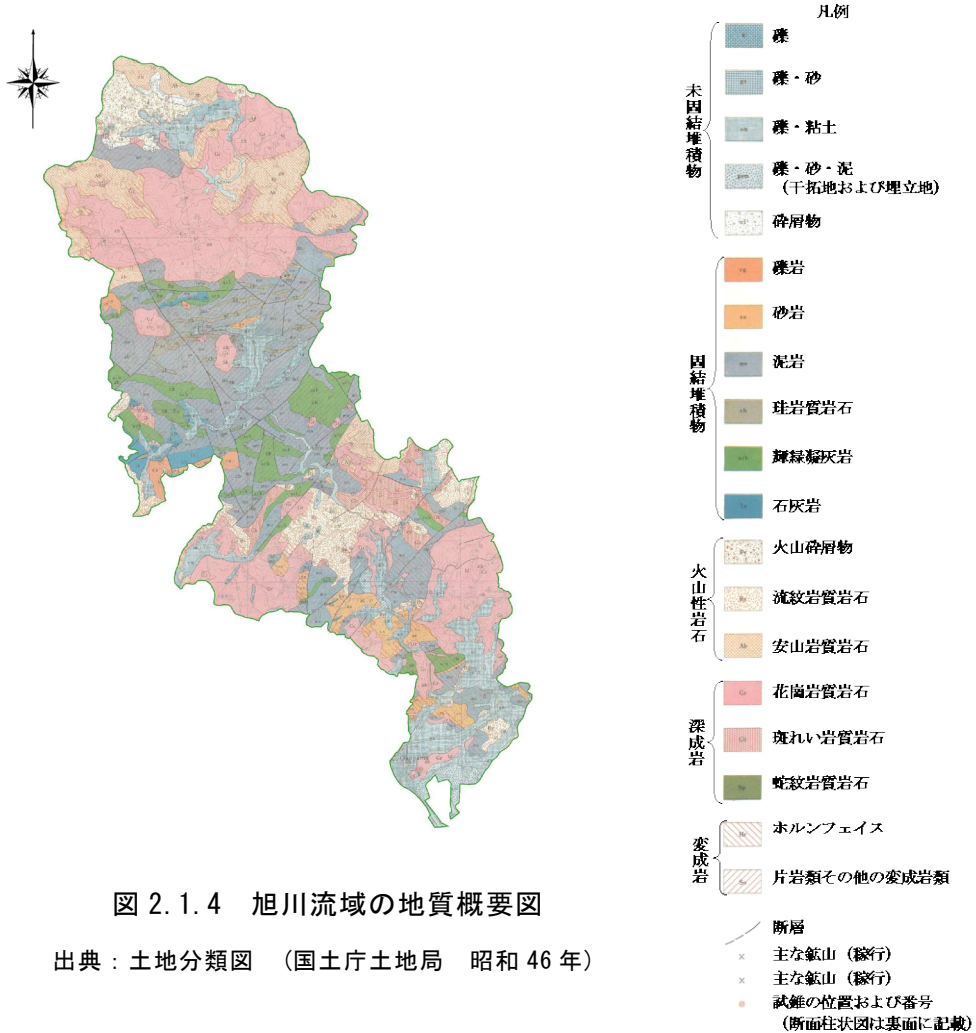 凡例
未固結堆積物
礫
礫・砂
礫・粘土
礫・砂・泥
(干拓地および埋立地)
砕屑物
固結堆積物
礫岩
砂岩
泥岩
珪岩質岩石
輝緑凝灰岩
石灰岩
火山性岩石
火山砕屑物
流紋岩質岩石
安山岩質岩石
深成岩
花崗岩質岩石
斑れい岩質岩石
蛇紋岩質岩石
変成岩
ホルンフェイス
片岩類その他の変成岩類
断層
主な鉱山（稼行）
主な鉱山（稼行）
試錐の位置および番号
(断面柱状図は裏面に記載)
図 2.1.4 旭川流域の地質概要図
出典：土地分類図 （国土庁土地局 昭和 46 年）